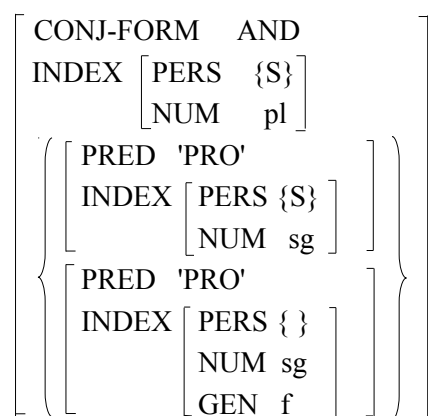 CONJ-FORM AND
INDEX PERS {S}
NUM pl
PRED 'PRO'
INDEX PERS {S}
NUM sg
PRED 'PRO'
INDEX PERS { }
NUM sg
GEN f